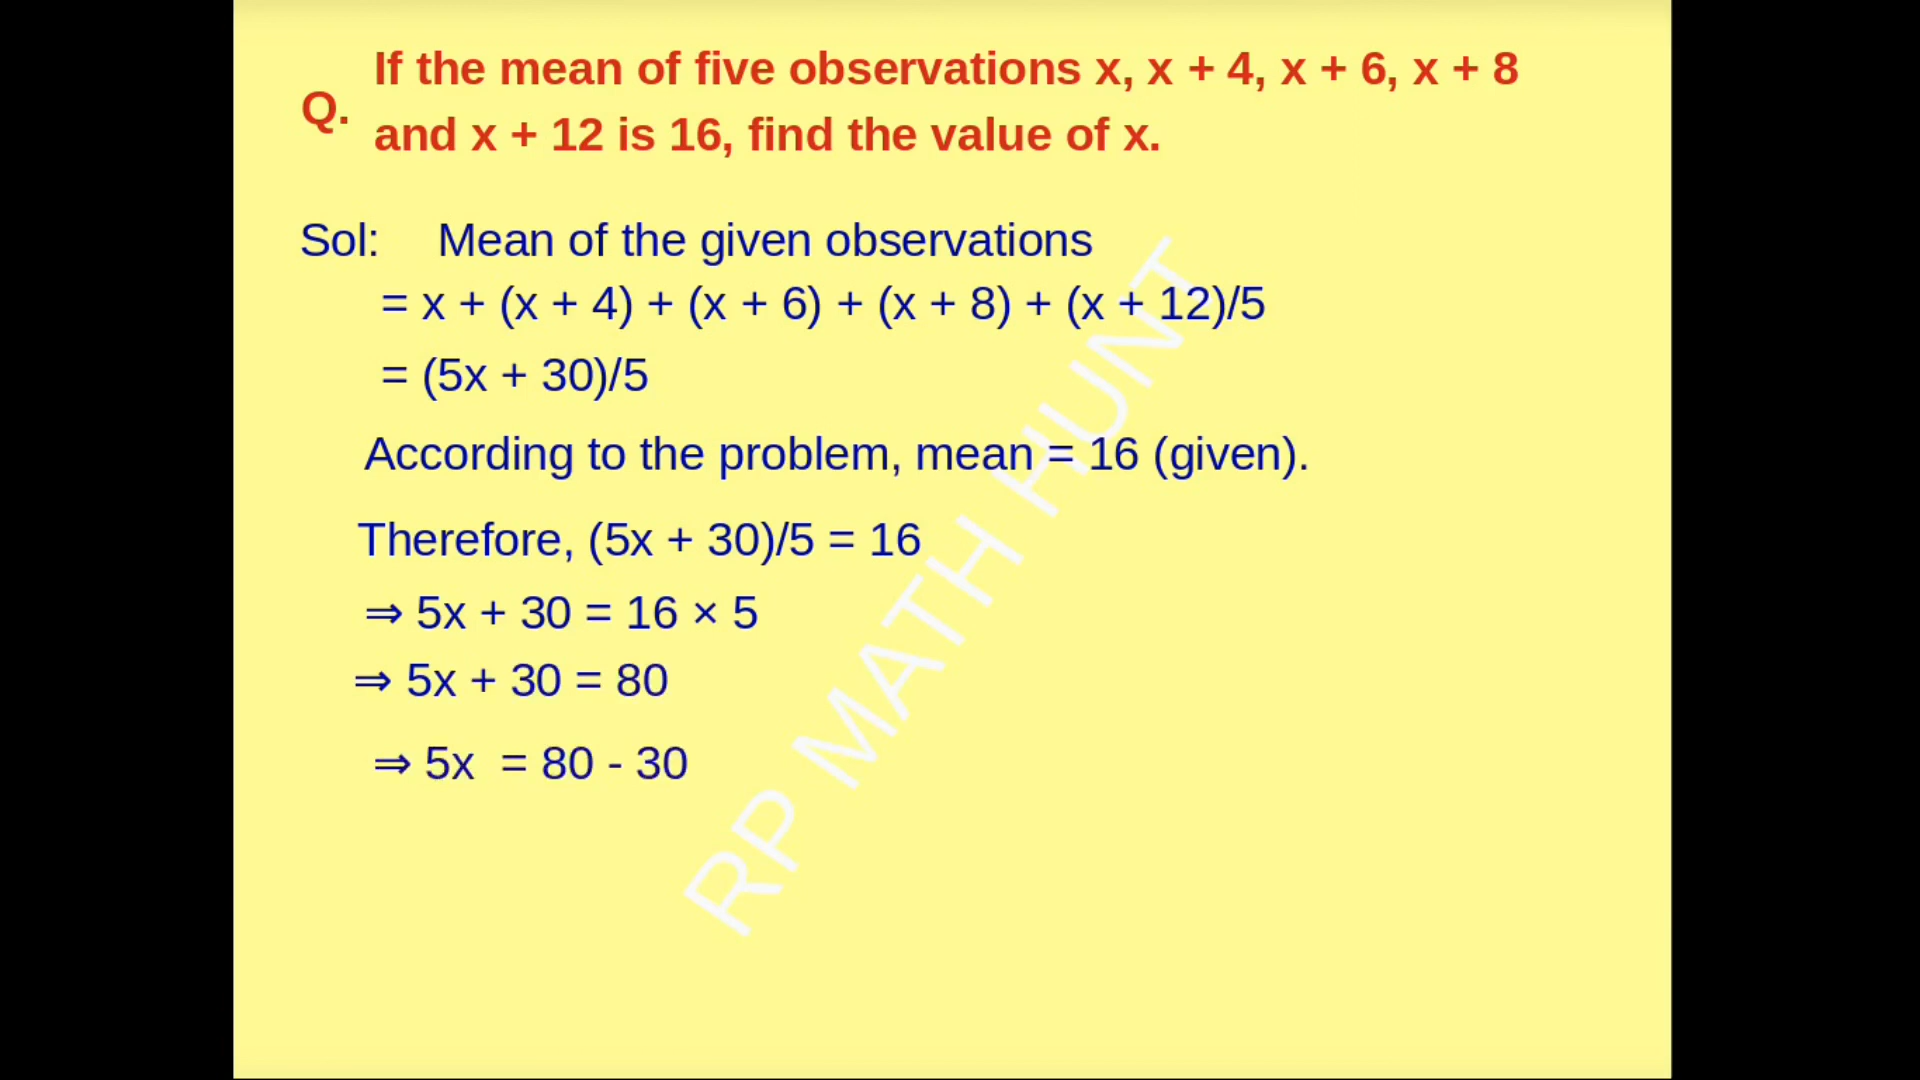 Q. If the mean of five observations x, x + 4, x + 6, x + 8
and x + 12 is 16, find the value of x.
Sol: Mean of the given observations
= x + (x + 4) + (x + 6) + (x + 8) + (x + 12)/5
= (5x + 30)/5
According to the problem, mean = 16 (given).
Therefore, (5x + 30)/5 = 16
⇒ 5x + 30 = 16 × 5
⇒ 5x + 30 = 80
⇒ 5x = 80 - 30
RP MATH HUNT